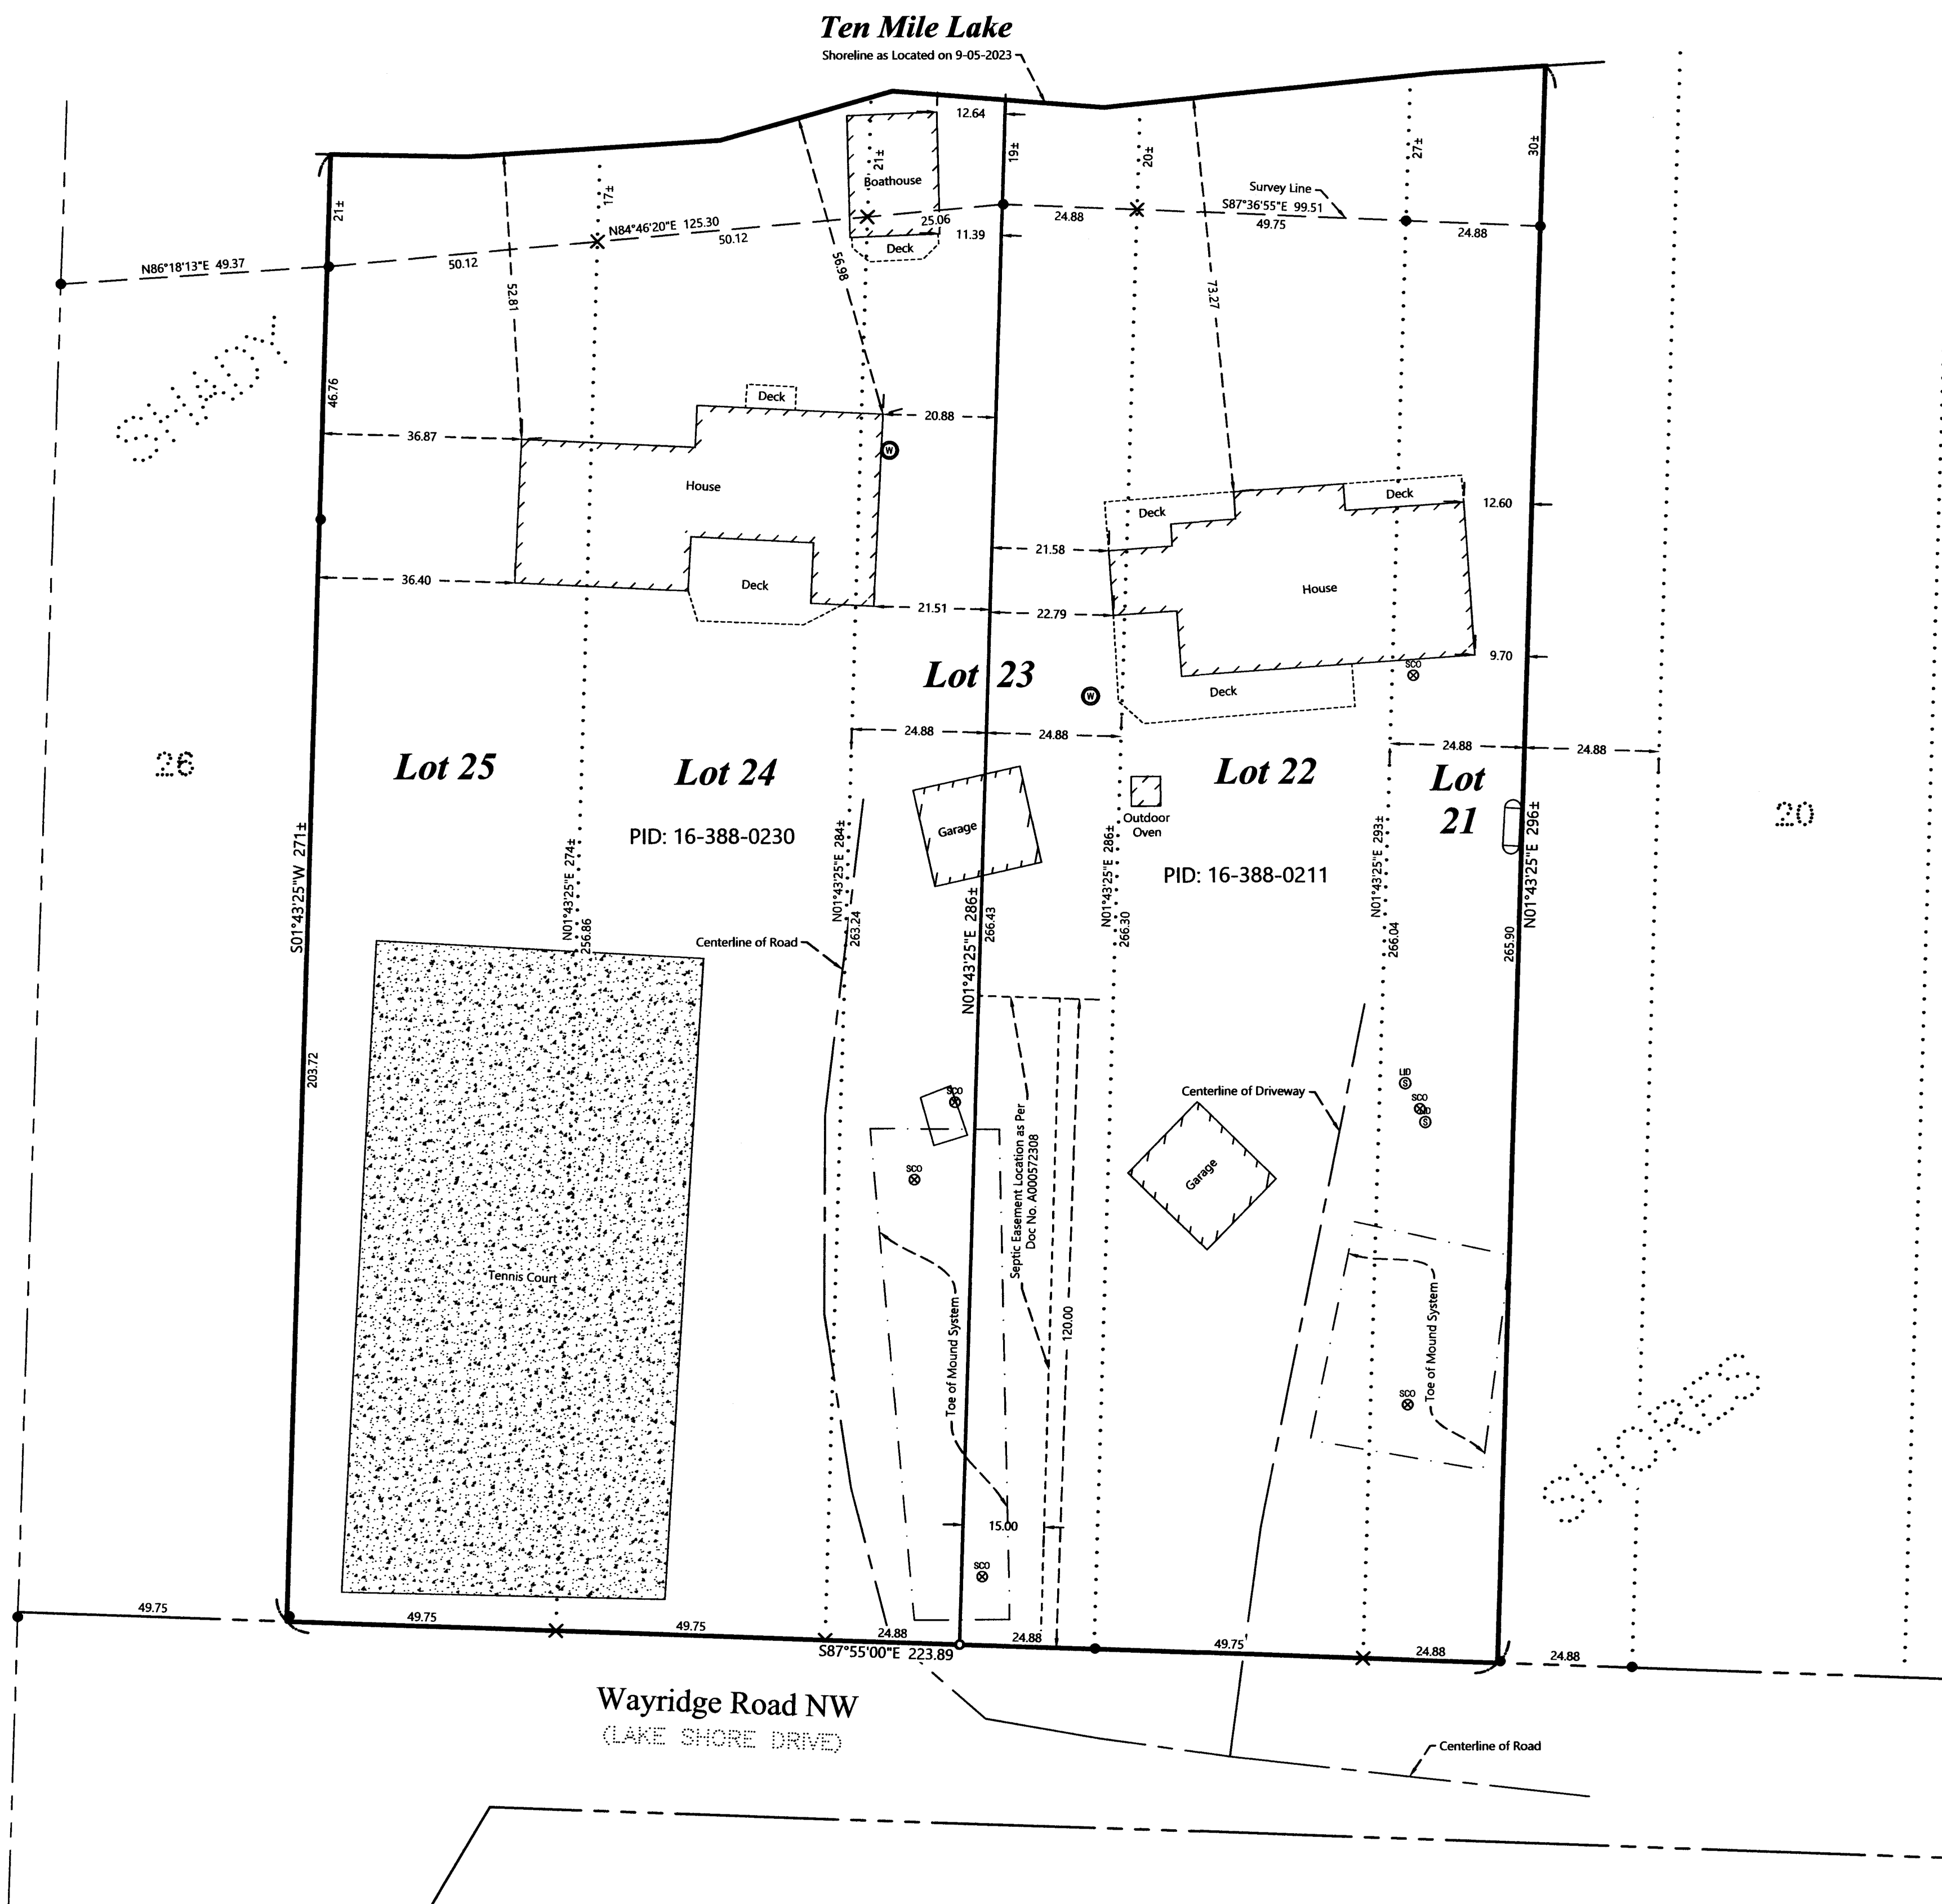 Ten Mile Lake
Shoreline as Located on 9-05-2023
12.64
30±
27±
19±
20±
21±
Boathouse
17±
21±
Survey Line
S87°36'55"E 99.51
N84°46'20"E 125.30
25.06
24.88
49.75
24.88
50.12
11.39
Deck
N86°18'13"E 49.37
50.12
56.98
52.81
73.27
SHADY
46.76
Deck
20.88
36.87
W
House
Deck
12.60
Deck
21.58
36.40
Deck
House
21.51
22.79
9.70
SCO
Lot 23
W
Deck
24.88
24.88
24.88
24.88
26
Lot 25
Lot 24
Lot 22
Lot
21
20
Garage
Outdoor
Oven
PID: 16-388-0230
PID: 16-388-0211
S01°43'25"W 271±
N01°43'25"E 274±
256.86
N01°43'25"E 284±
263.24
N01°43'25"E 286±
266.43
N01°43'25"E 286±
266.30
N01°43'25"E 293±
266.04
N01°43'25"E 296±
265.90
Centerline of Road
203.72
SCO
Centerline of Driveway
LID
S
SCO
S
Septic Easement Location as Per
Doc No. A000572308
SCO
Garage
Tennis Court
Toe of Mound System
120.00
Toe of Mound System
SCO
SHORES
15.00
SCO
49.75
49.75
49.75
24.88
24.88
49.75
24.88
24.88
S87°55'00"E 223.89
Wayridge Road NW
(LAKE SHORE DRIVE)
Centerline of Road